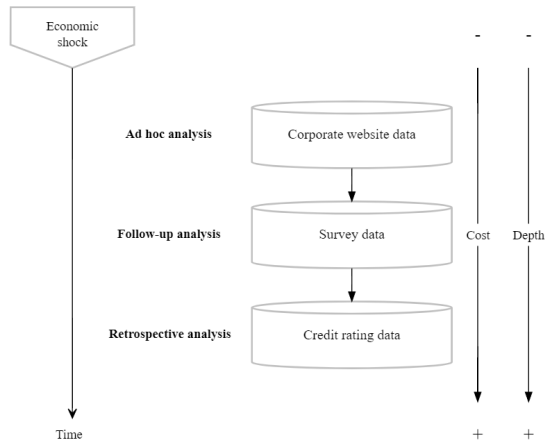 Economic
shock
- -
Ad hoc analysis
Corporate website data
Follow-up analysis
Survey data
Cost
Depth
Retrospective analysis
Credit rating data
Time
+ +